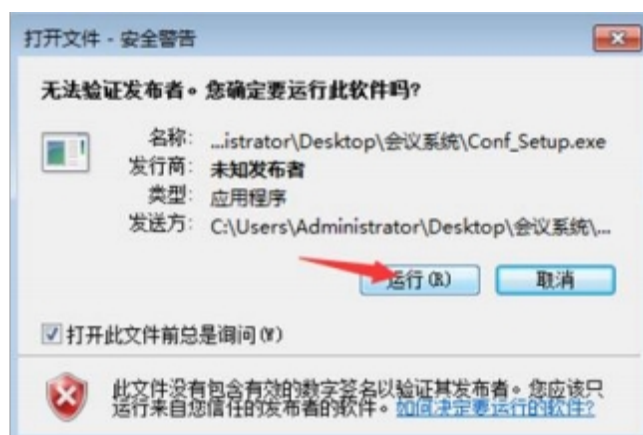 打开文件 - 安全警告
无法验证发布者。您确定要运行此软件吗?
名称: ...istrator\Desktop\会议系统\Conf_Setup.exe
发行商: 未知发布者
类型: 应用程序
发送方: C:\Users\Administrator\Desktop\会议系统\...
运行(R) 取消
打开此文件前总是询问(W)
此文件没有包含有效的数字签名以验证其发布者。您应该只
运行来自您信任的发布者的软件。如何决定要运行的软件?